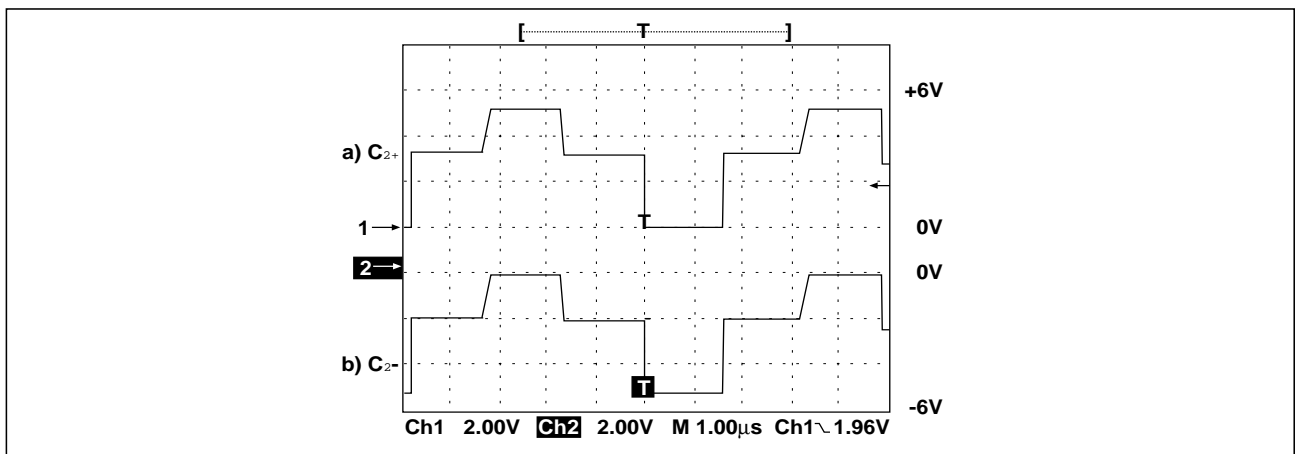 [ T ]
+6V
a) C₂₊
T
1
0V
2
0V
b) C₂-
T
-6V
Ch1 2.00V Ch2 2.00V M 1.00µs Ch1 1.96V